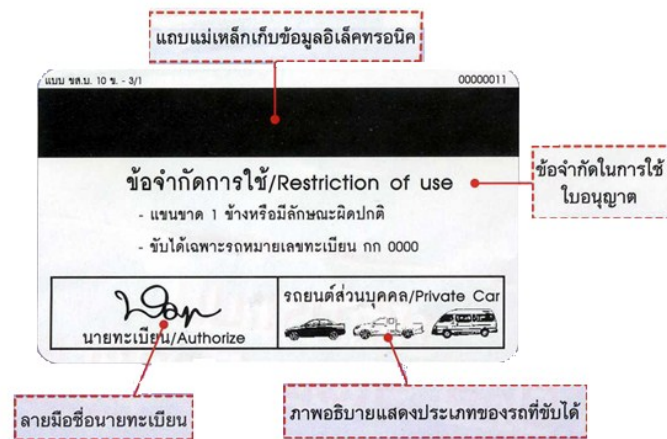 แถบแม่เหล็กเก็บข้อมูลอิเล็คทรอนิค
แบบ ขส.บ. 10 ข. - 3/1 00000011
ข้อจำกัดการใช้/Restriction of use
ข้อจำกัดในการใช้
ใบอนุญาต
- แขนขาด 1 ข้างหรือมีลักษณะผิดปกติ
- ขับได้เฉพาะรถหมายเลขทะเบียน กก 0000
นายทะเบียน/Authorize
รถยนต์ส่วนบุคคล/Private Car
ลายมือชื่อนายทะเบียน
ภาพอธิบายแสดงประเภทของรถที่ขับได้